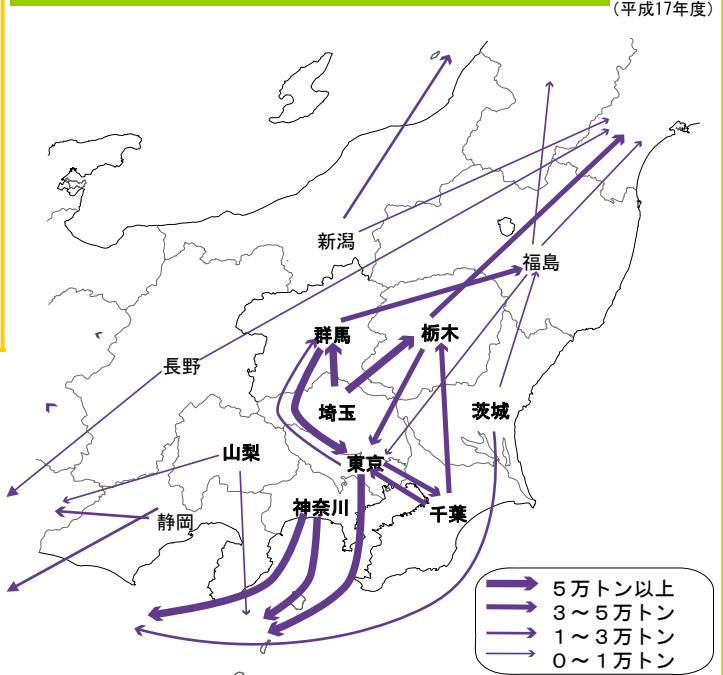 （平成17年度）
新潟
福島
群馬
栃木
長野
埼玉
茨城
山梨
東京
神奈川
千葉
静岡
５万トン以上
３～５万トン
１～３万トン
０～１万トン